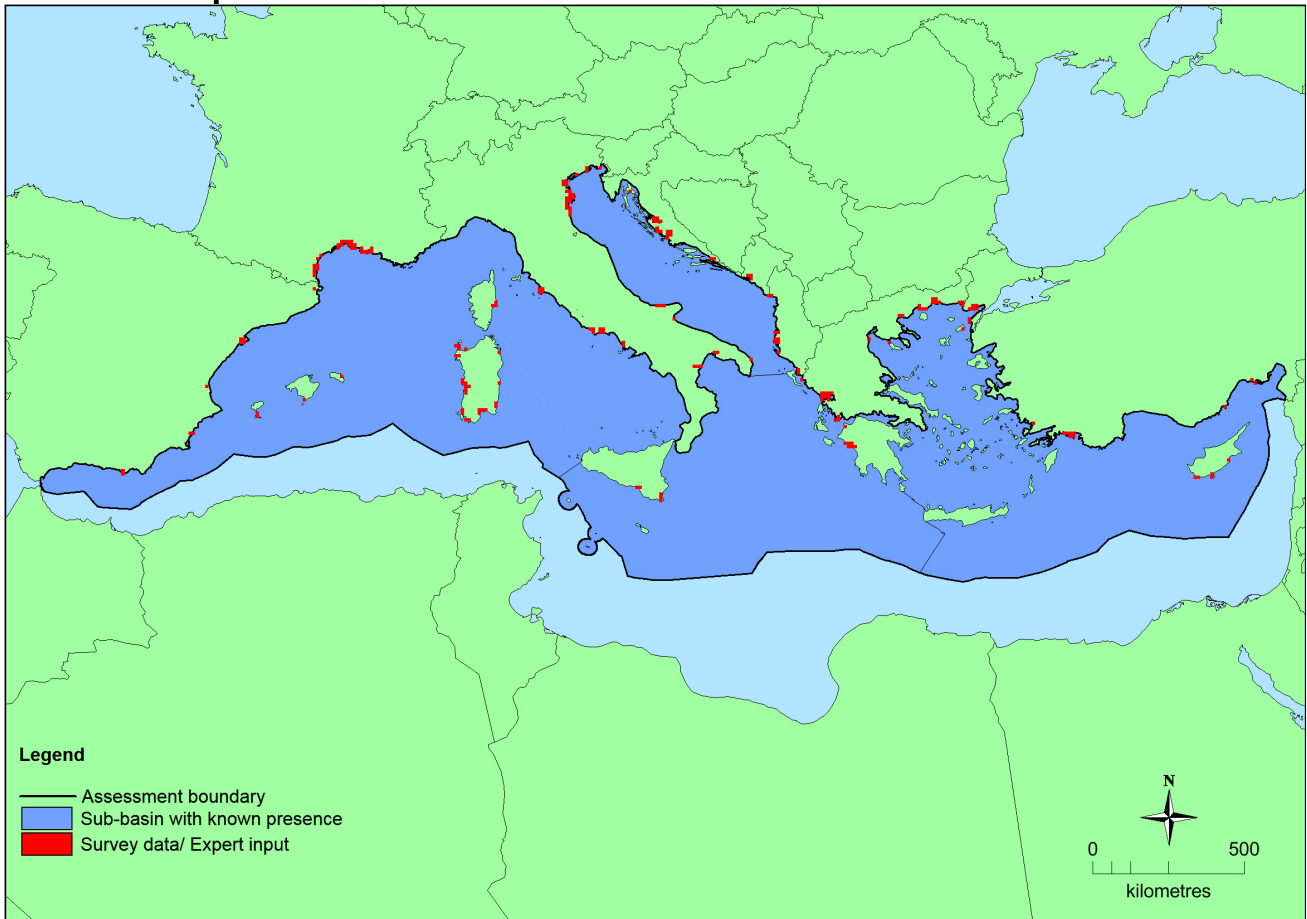 Legend
Assessment boundary
Sub-basin with known presence
Survey data/ Expert input
N
0 500
kilometres